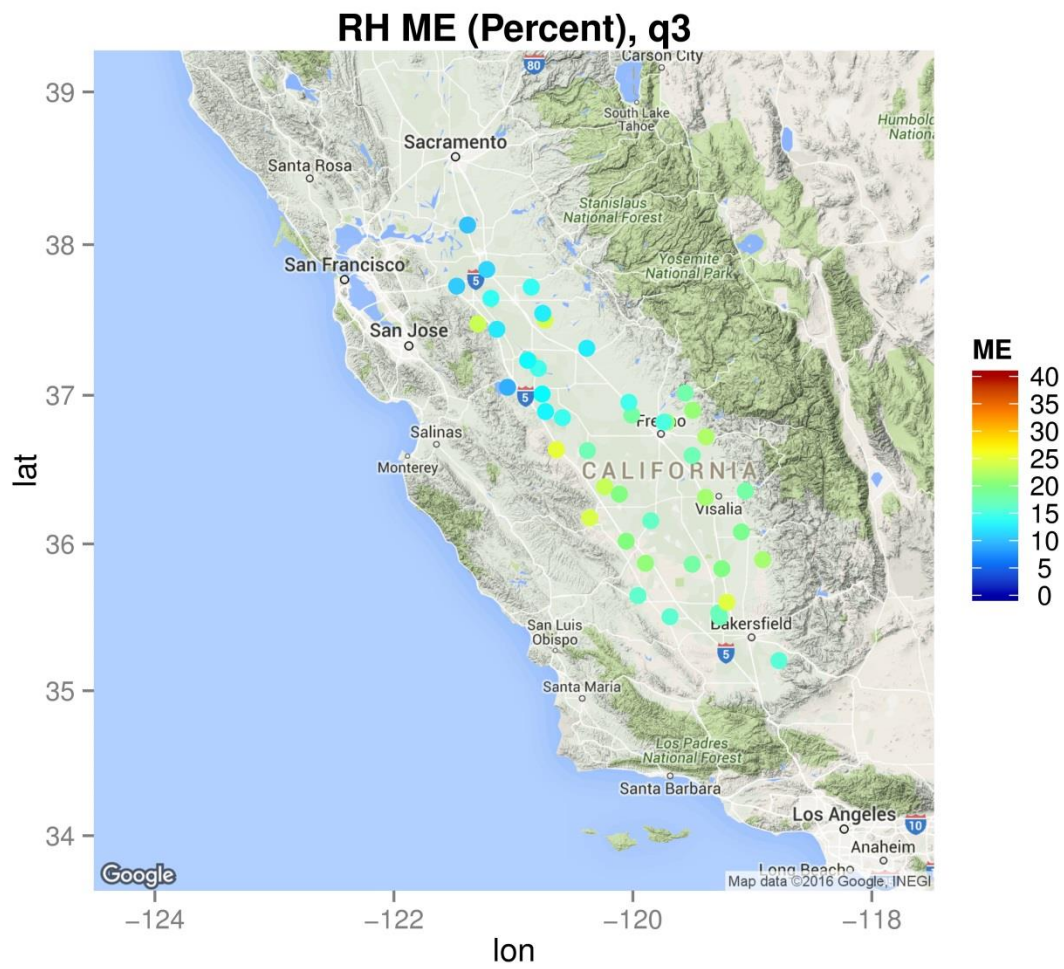 RH ME (Percent), q3
Carson City
80
39
South Lake
Tahoe
Humbol
Nationa
Sacramento
Santa Rosa
Stanislaus
National Forest
38
Yosemite
National Park
San Francisco
5
San Jose
ME
40
35
30
25
20
15
10
5
0
37
5
Fresno
Salinas
Monterey
CALIFORNIA
Visalia
lat
36
San Luis
Obispo
Bakersfield
5
35
Santa Maria
Los Padres
National Forest
Santa Barbara
Los Angeles
10
34
Anaheim
Long Beach
Google
Map data ©2016 Google, INEGI
−124
−122
−120
−118
lon